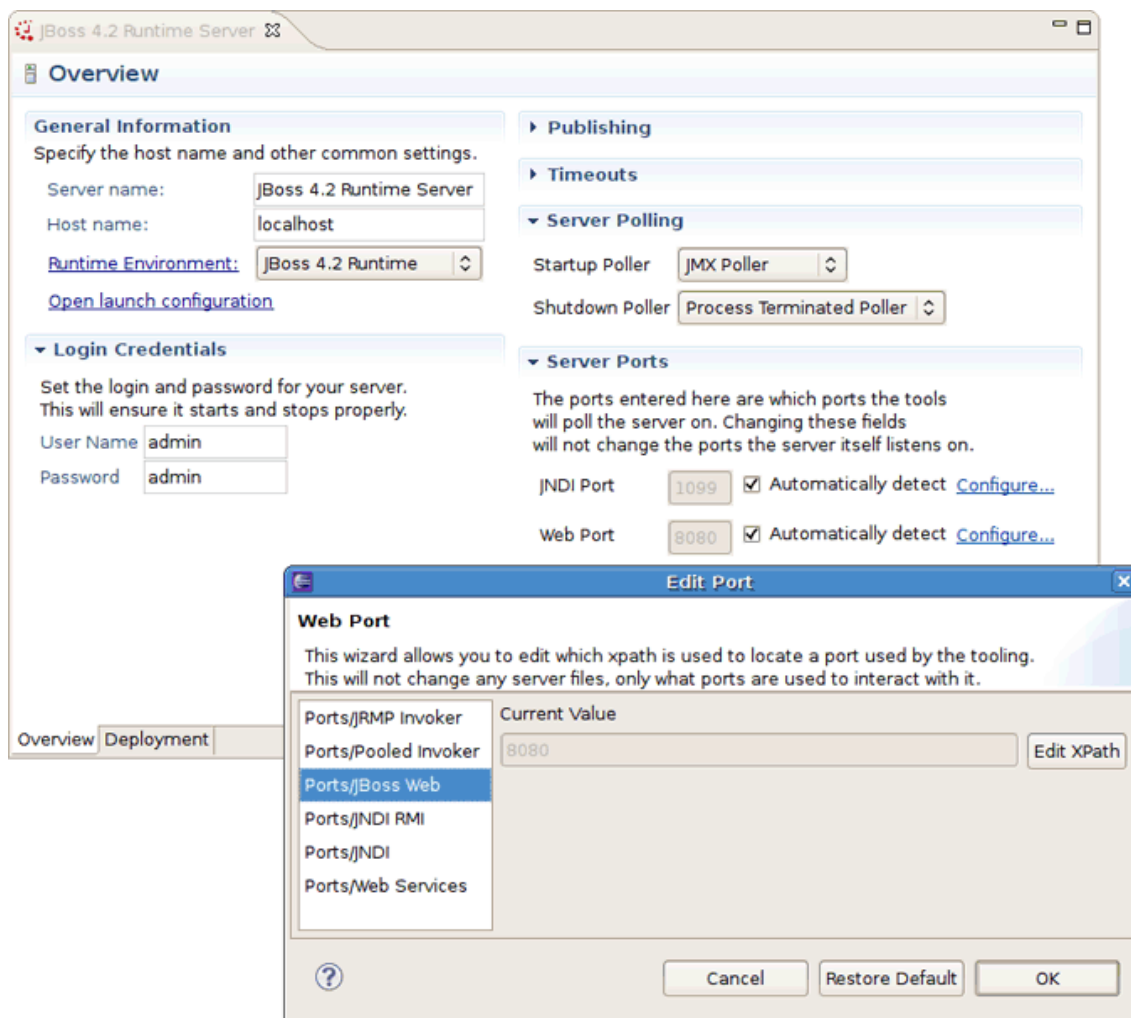 JBoss 4.2 Runtime Server
Overview
General Information
Specify the host name and other common settings.
Server name: JBoss 4.2 Runtime Server
Host name: localhost
Runtime Environment: JBoss 4.2 Runtime
Open launch configuration
Login Credentials
Set the login and password for your server.
This will ensure it starts and stops properly.
User Name admin
Password admin
Publishing
Timeouts
Server Polling
Startup Poller JMX Poller
Shutdown Poller Process Terminated Poller
Server Ports
The ports entered here are which ports the tools
will poll the server on. Changing these fields
will not change the ports the server itself listens on.
JNDI Port 1099 Automatically detect Configure...
Web Port 8080 Automatically detect Configure...
Overview Deployment
Edit Port
Web Port
This wizard allows you to edit which xpath is used to locate a port used by the tooling.
This will not change any server files, only what ports are used to interact with it.
Ports/JRMP Invoker
Ports/Pooled Invoker
Ports/JBoss Web
Ports/JNDI RMI
Ports/JNDI
Ports/Web Services
Current Value
8080 Edit XPath
? Cancel Restore Default OK